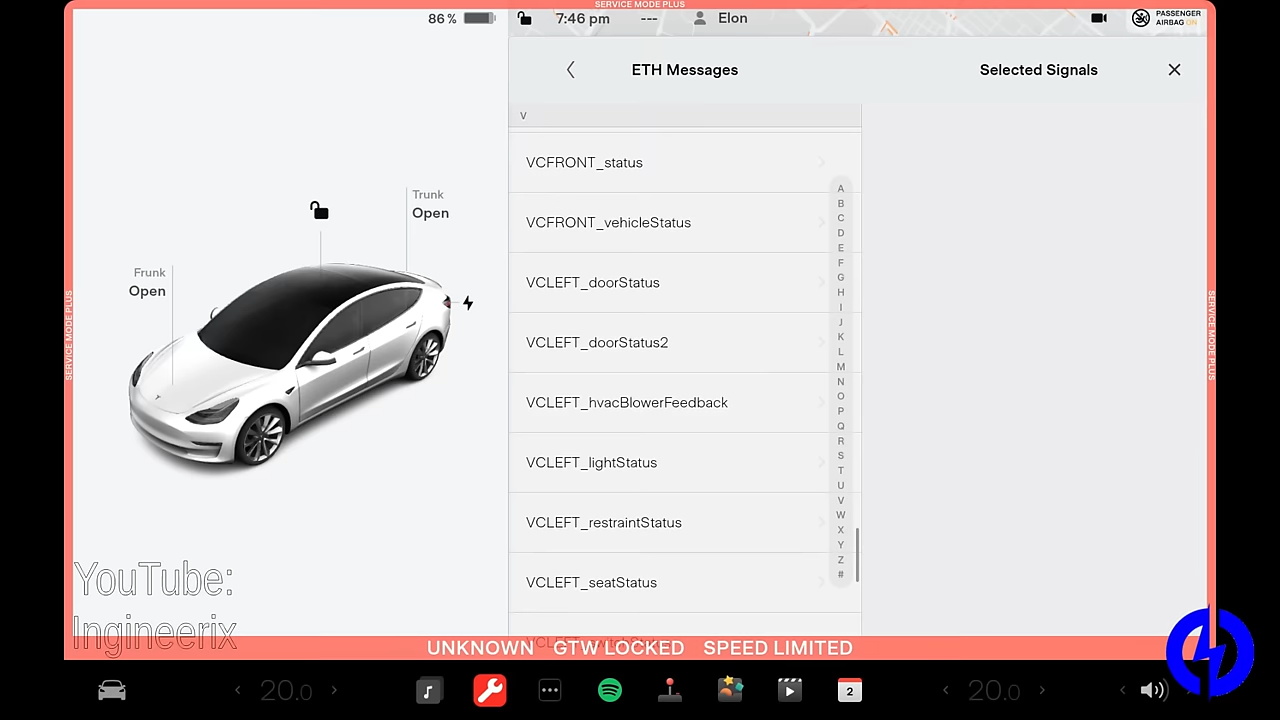 SERVICE MODE PLUS
86 %
7:46 pm
---
Elon
PASSENGER
AIRBAG ON
ETH Messages
Selected Signals
V
VCFRONT_status
VCFRONT_vehicleStatus
VCLEFT_doorStatus
VCLEFT_doorStatus2
VCLEFT_hvacBlowerFeedback
VCLEFT_lightStatus
VCLEFT_restraintStatus
VCLEFT_seatStatus
A
B
C
D
E
F
G
H
I
J
K
L
M
N
O
P
Q
R
S
T
U
V
W
X
Y
Z
#
Trunk
Open
Frunk
Open
SERVICE MODE PLUS
SERVICE MODE PLUS
YouTube:
Ingineerix
UNKNOWN GTW LOCKED SPEED LIMITED
20.0
2
20.0